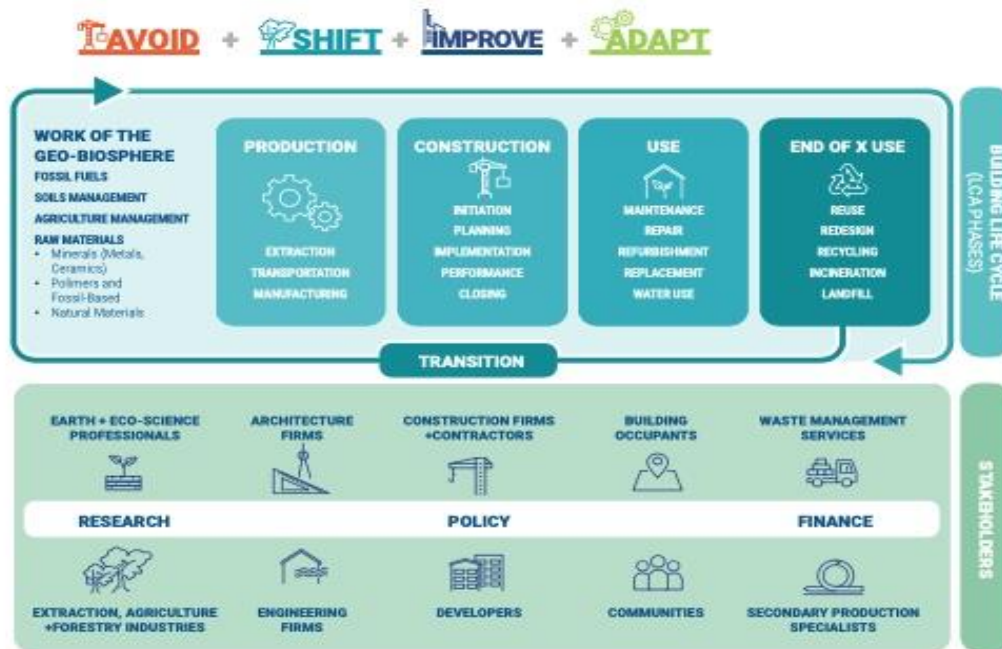 AVOID + SHIFT + IMPROVE + ADAPT
WORK OF THE
GEO-BIOSPHERE
FOSSIL FUELS
SOILS MANAGEMENT
AGRICULTURE MANAGEMENT
RAW MATERIALS
• Minerals (Metals,
Ceramics)
• Polimers and
Fossil-Based
• Natural Materials
PRODUCTION
EXTRACTION
TRANSPORTATION
MANUFACTURING
CONSTRUCTION
INITIATION
PLANNING
IMPLEMENTATION
PERFORMANCE
CLOSING
USE
MAINTENANCE
REPAIR
REFURBISHMENT
REPLACEMENT
WATER USE
END OF X USE
REUSE
REDESIGN
RECYCLING
INCINERATION
LANDFILL
BUILDING LIFE CYCLE
(LCA PHASES)
TRANSITION
EARTH + ECO-SCIENCE
PROFESSIONALS
ARCHITECTURE
FIRMS
CONSTRUCTION FIRMS
+CONTRACTORS
BUILDING
OCCUPANTS
WASTE MANAGEMENT
SERVICES
RESEARCH
POLICY
FINANCE
EXTRACTION, AGRICULTURE
+FORESTRY INDUSTRIES
ENGINEERING
FIRMS
DEVELOPERS
COMMUNITIES
SECONDARY PRODUCTION
SPECIALISTS
STAKEHOLDERS